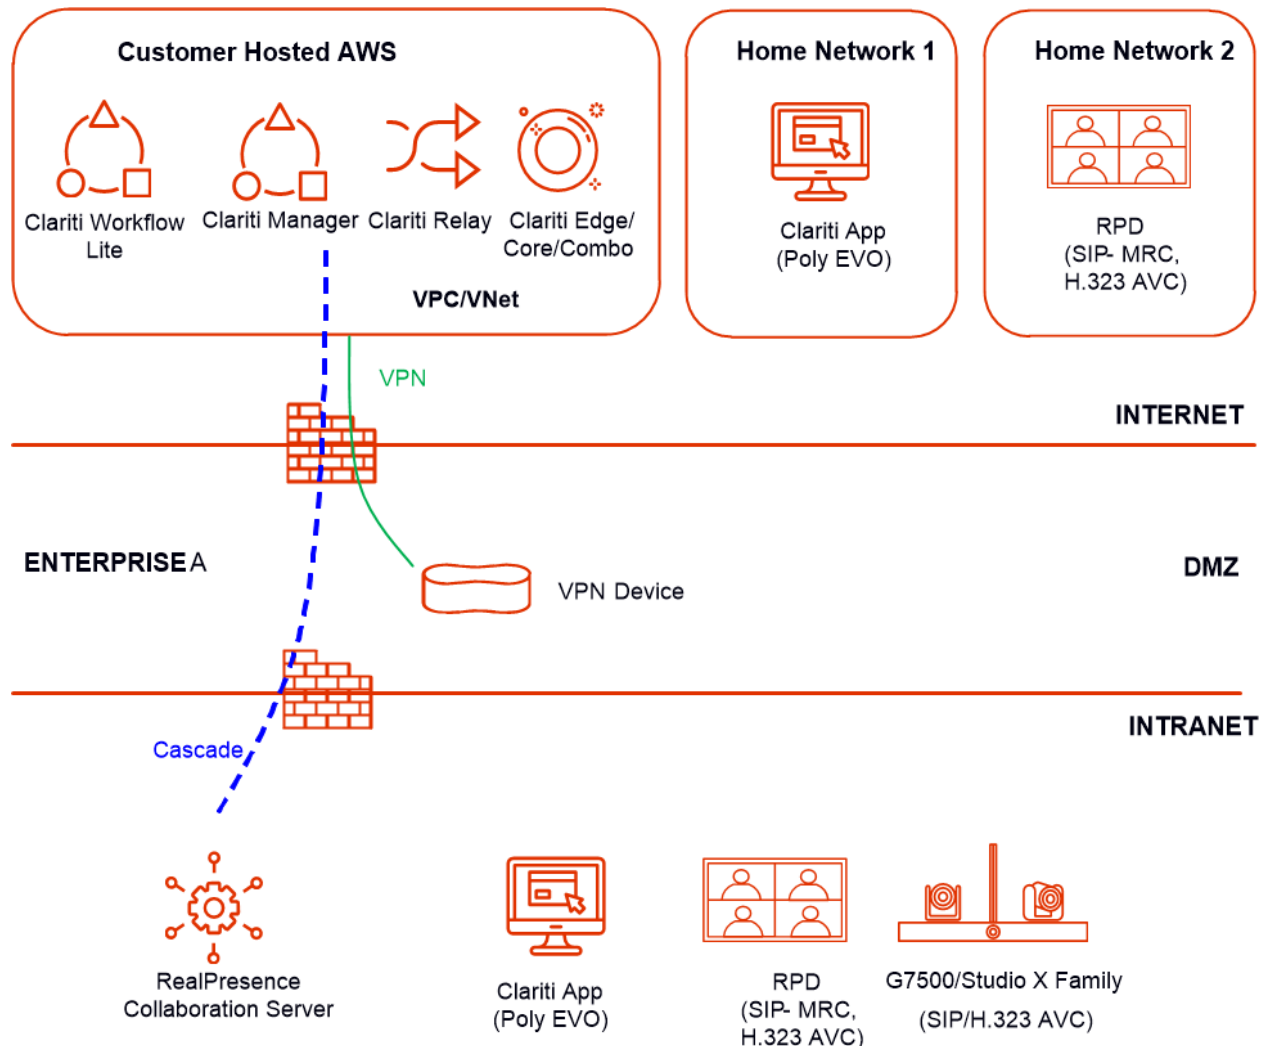 Customer Hosted AWS
Clariti Workflow
Lite
Clariti Manager
Clariti Relay
Clariti Edge/
Core/Combo
VPC/VNet
Home Network 1
Clariti App
(Poly EVO)
Home Network 2
RPD
(SIP- MRC,
H.323 AVC)
VPN
INTERNET
ENTERPRISE A
VPN Device
DMZ
INTRANET
Cascade
RealPresence
Collaboration Server
Clariti App
(Poly EVO)
RPD
(SIP- MRC,
H.323 AVC)
G7500/Studio X Family
(SIP/H.323 AVC)